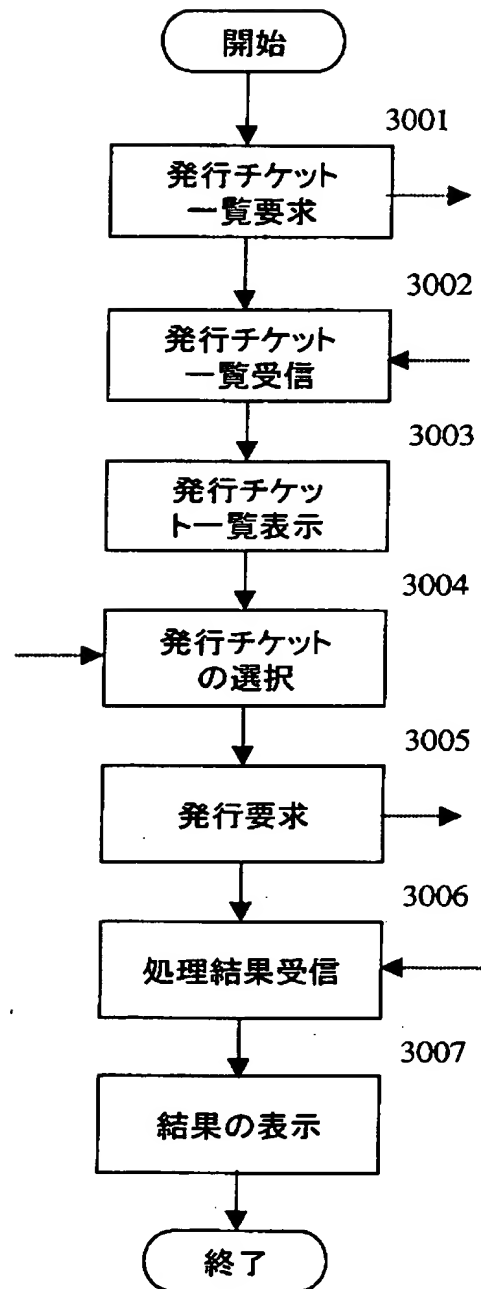 開始
3001
発行チケット
一覧要求
3002
発行チケット
一覧受信
3003
発行チケッ
ト一覧表示
3004
発行チケット
の選択
3005
発行要求
3006
処理結果受信
3007
結果の表示
終了